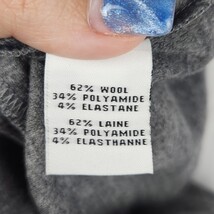 62% WOOL
34% POLYAMIDE
4% ELASTANE
62% LAINE
34% POLYAMIDE
4% ELASTHANNE